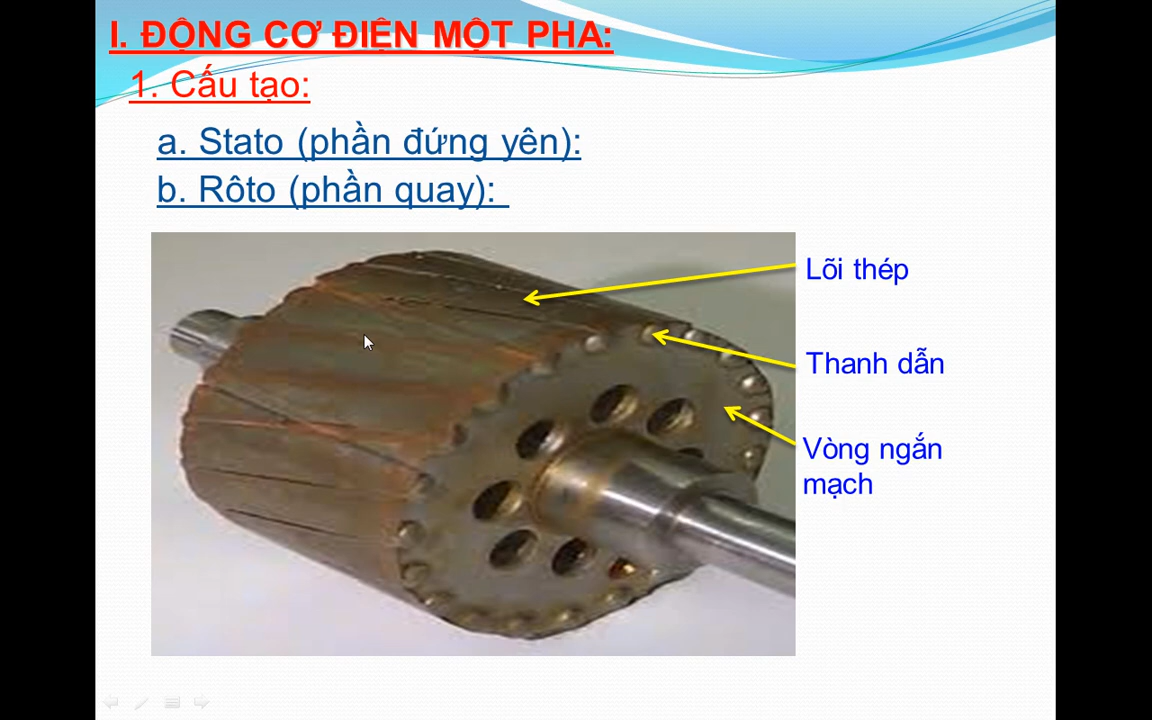 I. ĐỘNG CƠ ĐIỆN MỘT PHA:
1. Cấu tạo:
a. Stato (phần đứng yên):
b. Rôto (phần quay):
Lõi thép
Thanh dẫn
Vòng ngắn
mạch